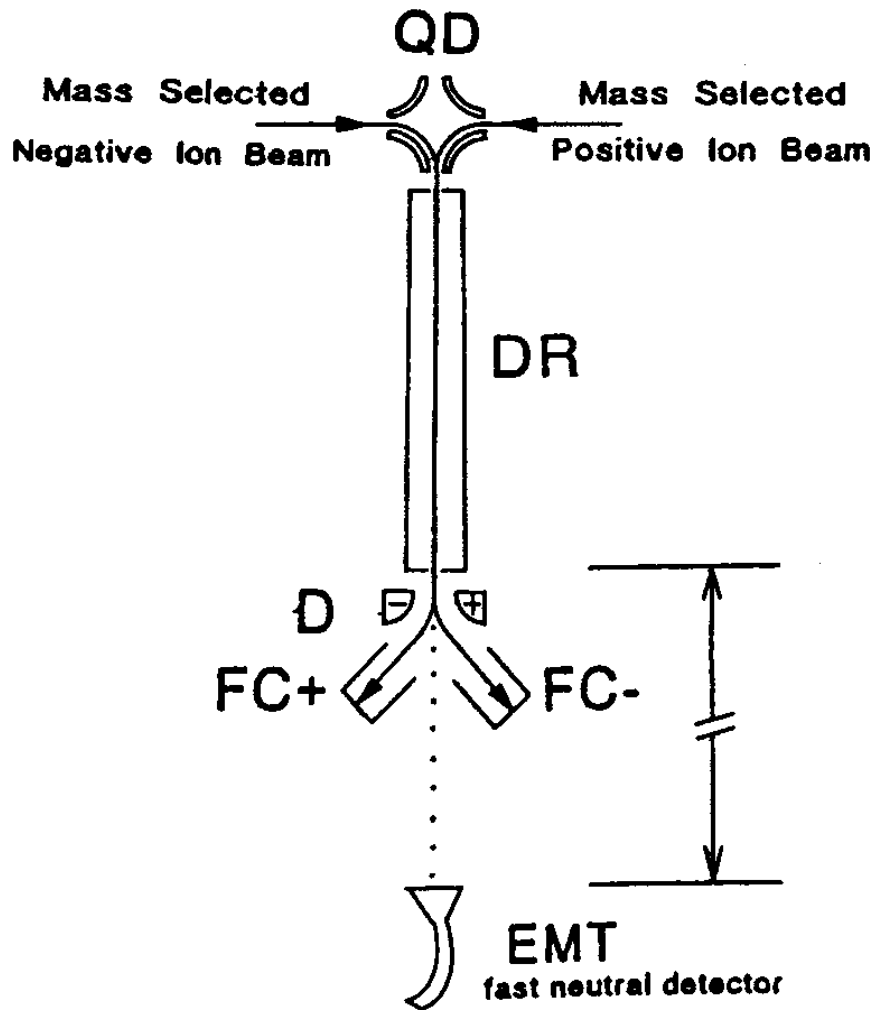 QD
Mass Selected
Negative Ion Beam
Mass Selected
Positive Ion Beam
DR
D
-
+
FC+
FC-
EMT
fast neutral detector